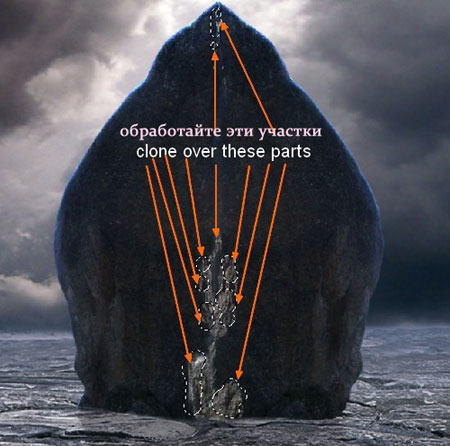 обработайте эти участки
clone over these parts